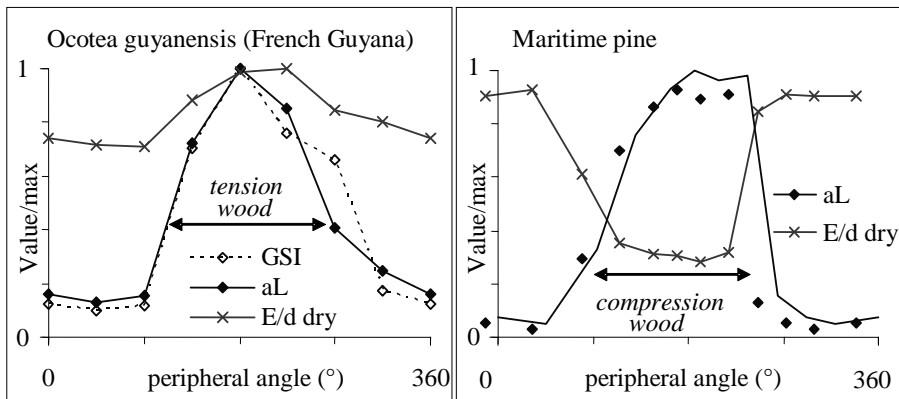 Ocotea guyanensis (French Guyana)
1
Value/max
tension
wood
GSI
aL
E/d dry
0
0
peripheral angle (°)
360
Maritime pine
1
Value/max
aL
E/d dry
compression
wood
0
0
peripheral angle (°)
360